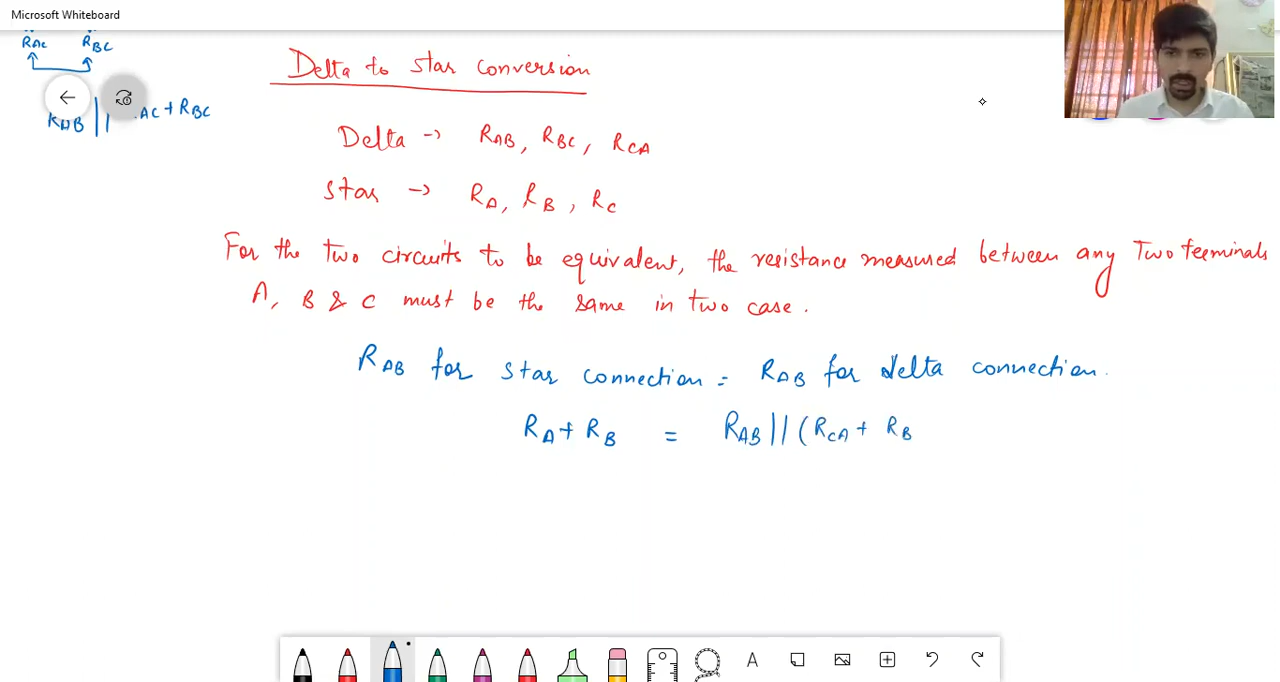 Microsoft Whiteboard
RAC RBC
RAB || AC + RBC
Delta to star conversion
Delta → RAB, RBC, RCA
Star → RA, RB, RC
For the two circuits to be equivalent, the resistance measured between any Two terminals
A, B & C must be the same in two case.
RAB for star connection = RAB for delta connection.
RA + RB = RAB || (RCA + RB
A